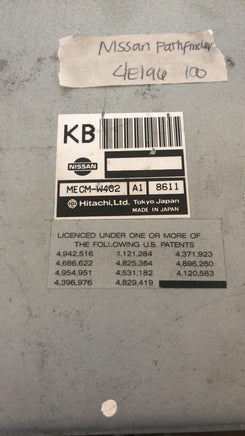 Nissan Pathfinder
4E196 100
KB
NISSAN
MECM-W402 A1 8611
Hitachi, Ltd. Tokyo Japan
MADE IN JAPAN
LICENCED UNDER ONE OR MORE OF
THE FOLLOWING U.S. PATENTS
4,942,516 1,121,284 4,371,923
4,686,622 4,825,364 4,896,260
4,954,951 4,531,182 4,120,583
4,396,976 4,829,419